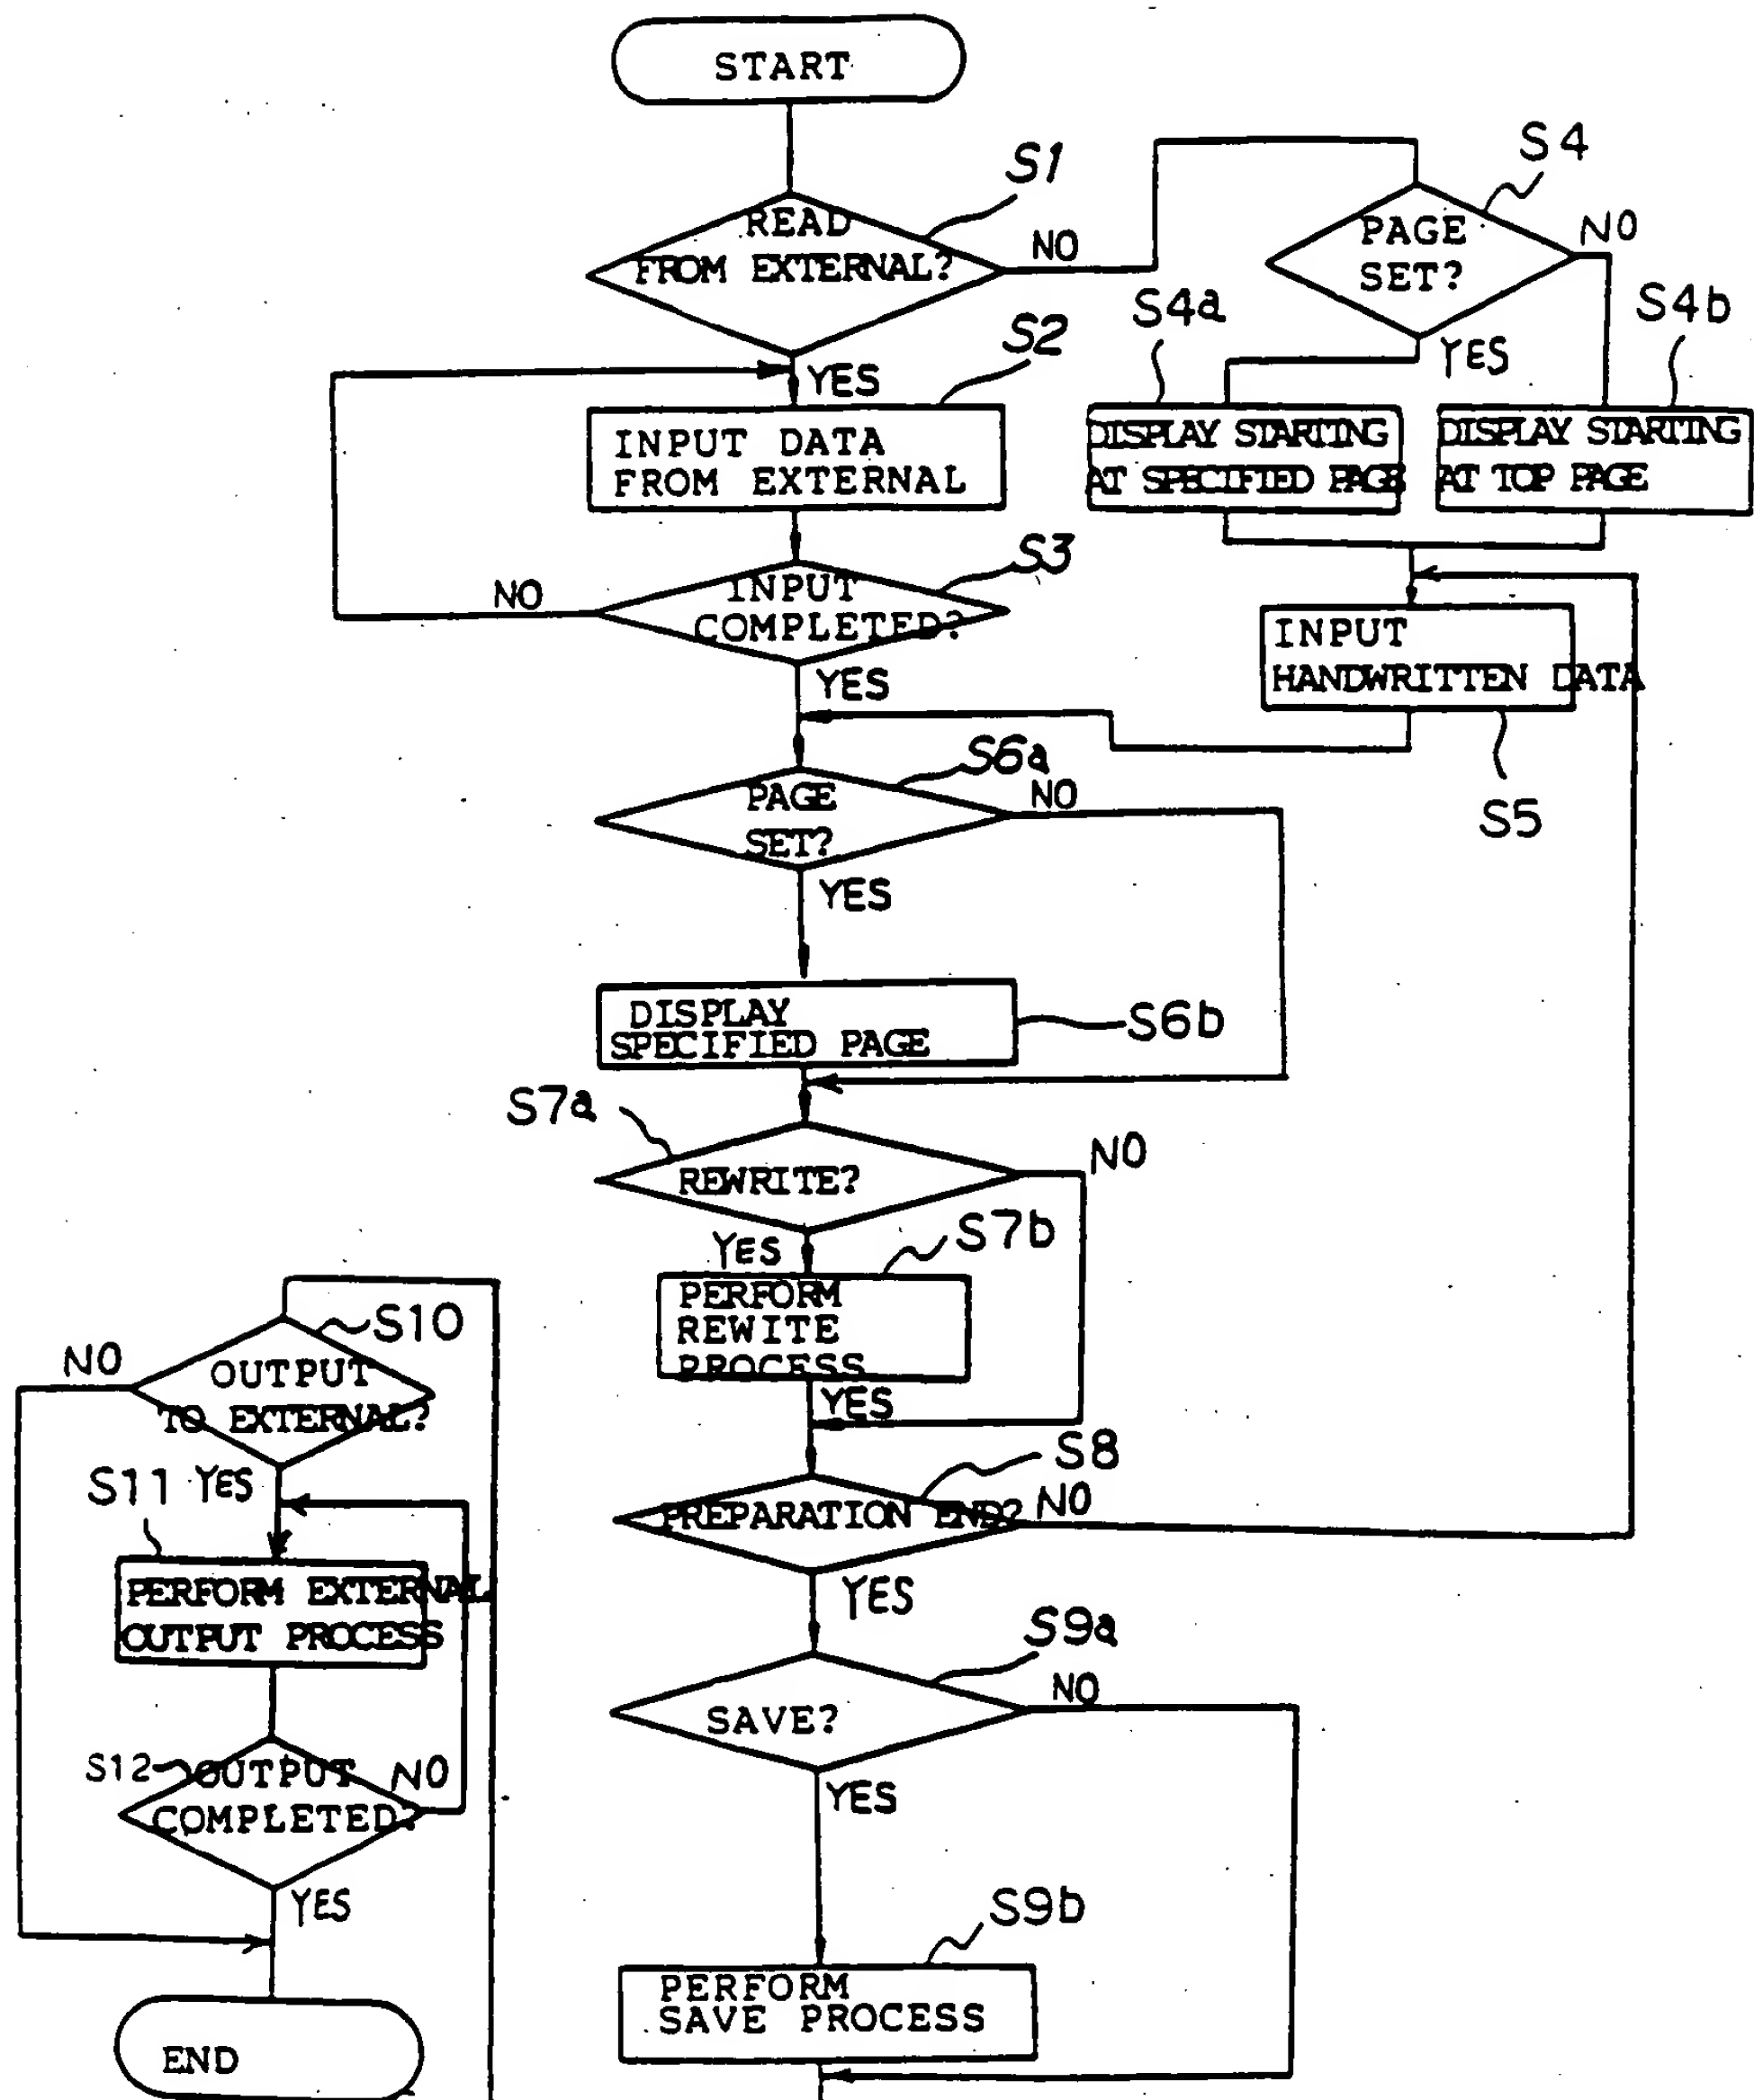 START
S1
READ
FROM EXTERNAL?
NO
S4
PAGE
SET?
NO
YES
S4a
DISPLAY STARTING
AT SPECIFIED PAGE
S4b
DISPLAY STARTING
AT TOP PAGE
YES
S2
INPUT DATA
FROM EXTERNAL
S3
INPUT
COMPLETED?
NO
YES
INPUT
HANDWRITTEN DATA
S5
S6a
PAGE
SET?
NO
YES
DISPLAY
SPECIFIED PAGE
S6b
S7a
REWRITE?
NO
YES
S7b
PERFORM
REWITE
PROCESS
YES
S8
PREPARATION END?
NO
YES
S9a
SAVE?
NO
YES
S9b
PERFORM
SAVE PROCESS
S10
OUTPUT
TO EXTERNAL?
NO
S11 YES
PERFORM EXTERNAL
OUTPUT PROCESS
S12
OUTPUT
COMPLETED?
NO
YES
END